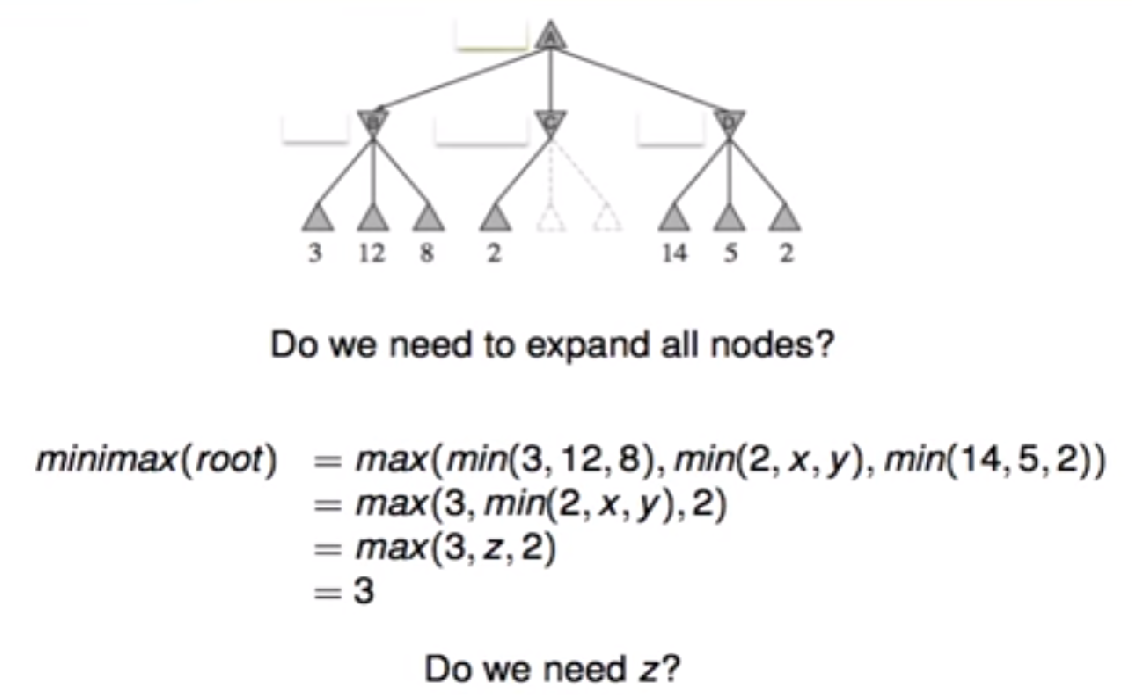 A
B C D
3 12 8 2 14 5 2
Do we need to expand all nodes?
minimax(root) = max(min(3, 12, 8), min(2, x, y), min(14, 5, 2))
= max(3, min(2, x, y), 2)
= max(3, z, 2)
= 3
Do we need z?